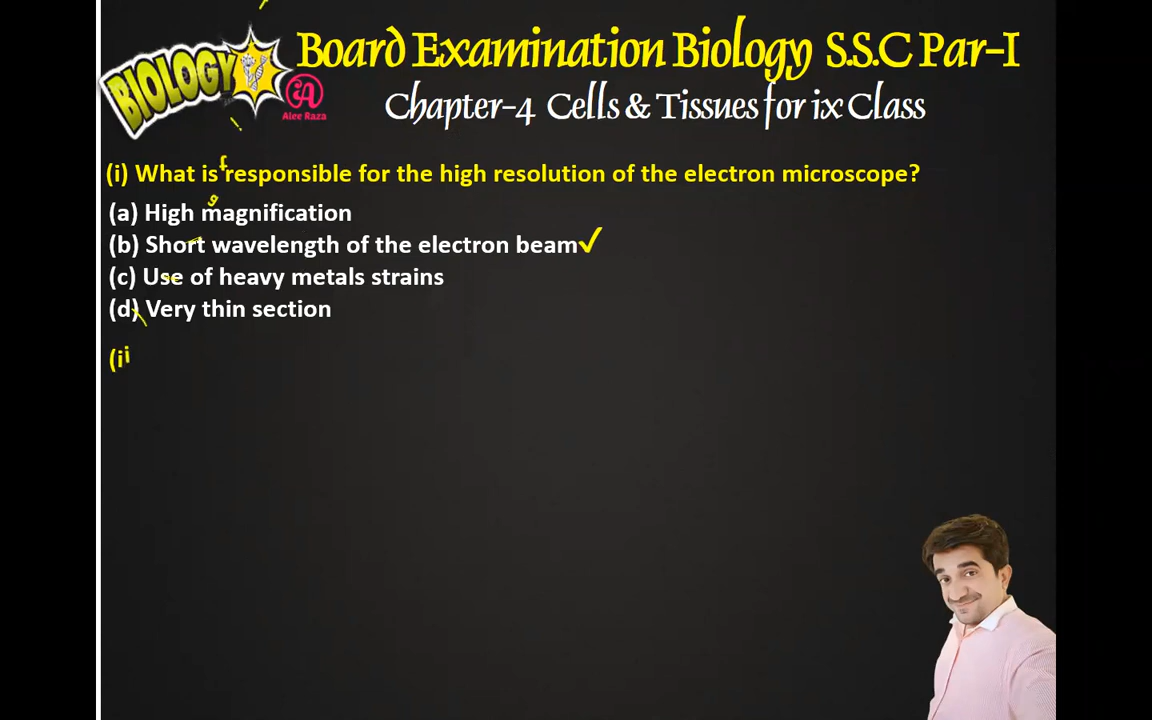 BIOLOGY
Alee Raza
Board Examination Biology S.S.C Par-I
Chapter-4 Cells & Tissues for ix Class
(i) What is responsible for the high resolution of the electron microscope?
(a) High magnification
(b) Short wavelength of the electron beam✓
(c) Use of heavy metals strains
(d) Very thin section
(ii